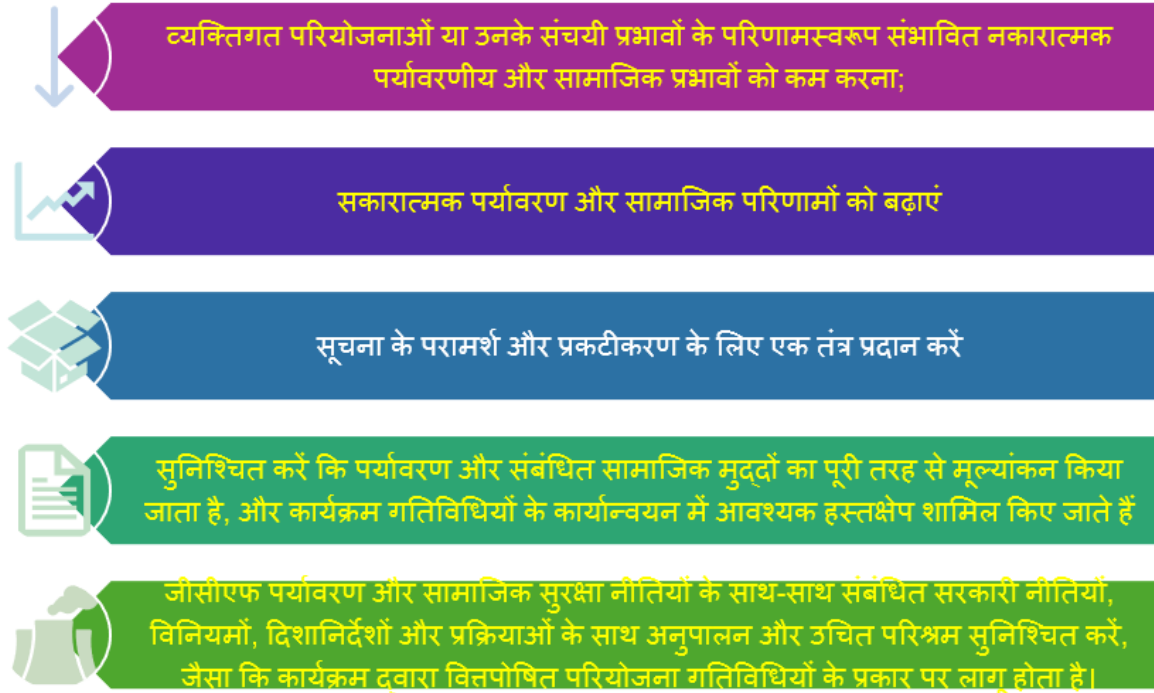 व्यक्तिगत परियोजनाओं या उनके संचयी प्रभावों के परिणामस्वरूप संभावित नकारात्मक
पर्यावरणीय और सामाजिक प्रभावों को कम करना;
सकारात्मक पर्यावरण और सामाजिक परिणामों को बढ़ाएं
सूचना के परामर्श और प्रकटीकरण के लिए एक तंत्र प्रदान करें
सुनिश्चित करें कि पर्यावरण और संबंधित सामाजिक मुद्दों का पूरी तरह से मूल्यांकन किया
जाता है, और कार्यक्रम गतिविधियों के कार्यान्वयन में आवश्यक हस्तक्षेप शामिल किए जाते हैं
जीसीएफ पर्यावरण और सामाजिक सुरक्षा नीतियों के साथ-साथ संबंधित सरकारी नीतियों,
विनियमों, दिशानिर्देशों और प्रक्रियाओं के साथ अनुपालन और उचित परिश्रम सुनिश्चित करें,
जैसा कि कार्यक्रम द्वारा वित्तपोषित परियोजना गतिविधियों के प्रकार पर लागू होता है।